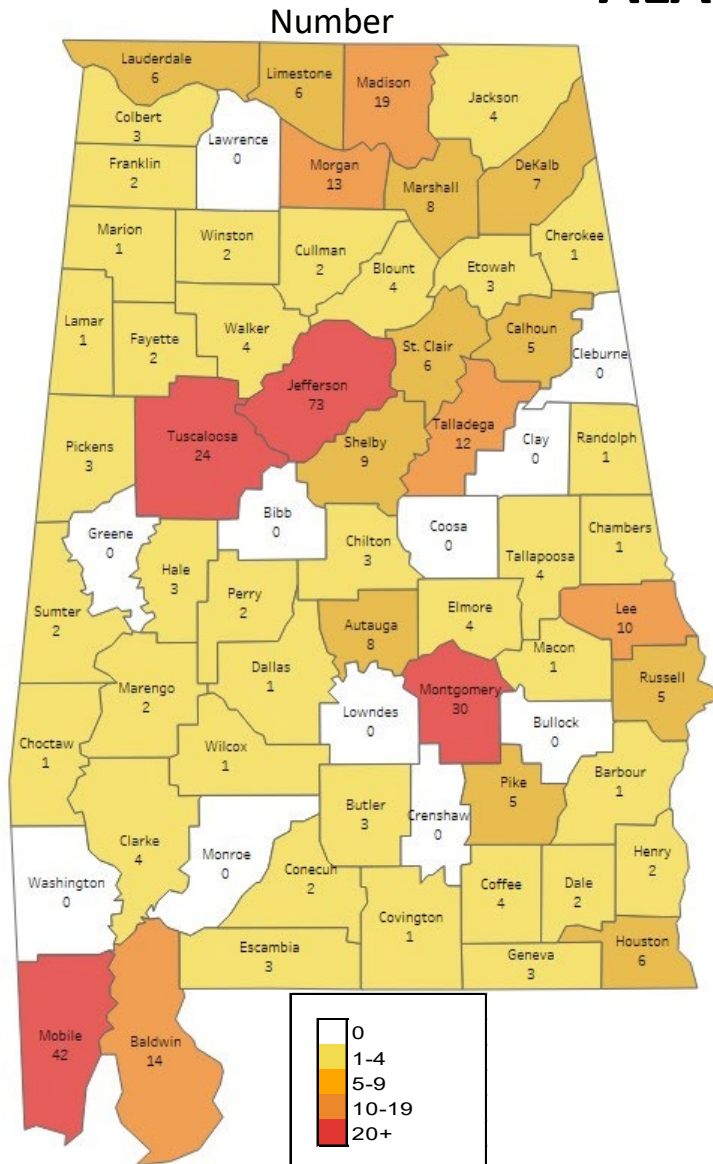 Number
Lauderdale
6
Limestone
6
Madison
19
Jackson
4
Colbert
3
Lawrence
0
DeKalb
7
Franklin
2
Morgan
13
Marshall
8
Marion
1
Winston
2
Cullman
2
Blount
4
Etowah
3
Cherokee
1
Lamar
1
Fayette
2
Walker
4
St. Clair
6
Calhoun
5
Cleburne
0
Jefferson
73
Tuscaloosa
24
Pickens
3
Shelby
9
Talladega
12
Clay
0
Randolph
1
Greene
0
Hale
3
Bibb
0
Chilton
3
Coosa
0
Tallapoosa
4
Chambers
1
Sumter
2
Perry
2
Autauga
8
Elmore
4
Lee
10
Dallas
1
Macon
1
Russell
5
Marengo
2
Lowndes
0
Montgomery
30
Bullock
0
Choctaw
1
Wilcox
1
Butler
3
Crenshaw
0
Pike
5
Barbour
1
Clarke
4
Monroe
0
Washington
0
Conecuh
2
Covington
1
Coffee
4
Dale
2
Henry
2
Escambia
3
Geneva
3
Houston
6
Mobile
42
Baldwin
14
0
1-4
5-9
10-19
20+